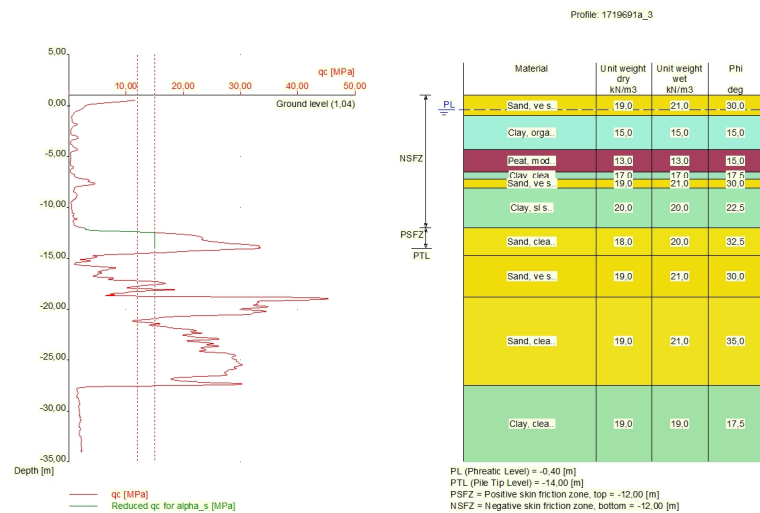 Profile: 1719691a_3
5,00
qc [MPa]
10,00 20,00 30,00 40,00 50,00
Ground level (1,04)
0,00
-5,00
-10,00
-15,00
-20,00
-25,00
-30,00
-35,00
Depth [m]
qc [MPa]
Reduced qc for alpha_s [MPa]
PL
NSFZ
PSFZ
PTL
Material Unit weight dry kN/m3 Unit weight wet kN/m3 Phi deg
Sand, ve s.. 19,0 21,0 30,0
Clay, orga.. 15,0 15,0 15,0
Peat, mod.. 13,0 13,0 15,0
Clay, clea.. 17,0 17,0 17,5
Sand, ve s.. 19,0 21,0 30,0
Clay, sl s.. 20,0 20,0 22,5
Sand, clea.. 18,0 20,0 32,5
Sand, ve s.. 19,0 21,0 30,0
Sand, clea.. 19,0 21,0 35,0
Clay, clea.. 19,0 19,0 17,5
PL (Phreatic Level) = -0,40 [m]
PTL (Pile Tip Level) = -14,00 [m]
PSFZ = Positive skin friction zone, top = -12,00 [m]
NSFZ = Negative skin friction zone, bottom = -12,00 [m]